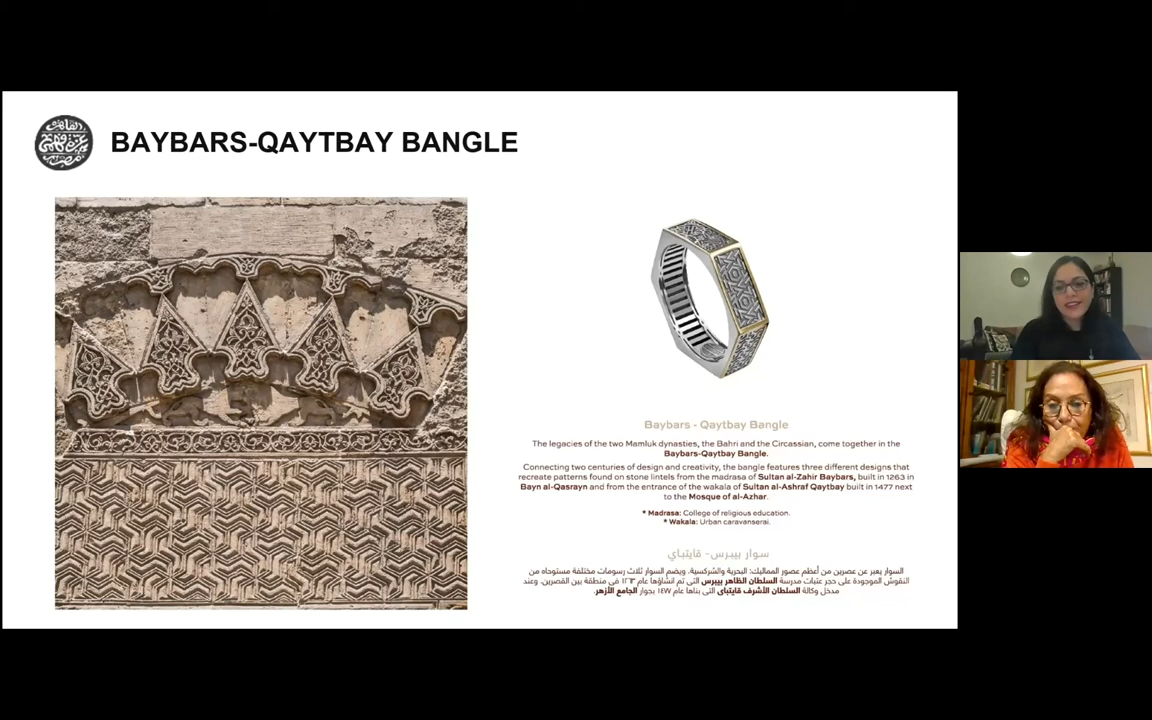 BAYBARS-QAYTBAY BANGLE
Baybars - Qaytbay Bangle
The legacies of the two Mamluk dynasties, the Bahri and the Circassian, come together in the
Baybars-Qaytbay Bangle.
Connecting two centuries of design and creativity, the bangle features three different designs that
recreate patterns found on stone lintels from the madrasa of Sultan al-Zahir Baybars, built in 1263 in
Bayn al-Qasrayn and from the entrance of the wakala of Sultan al-Ashraf Qaytbay built in 1477 next
to the Mosque of al-Azhar.
* Madrasa: College of religious education.
* Wakala: Urban caravanserai.
سوار بيبرس- قايتباي
السوار يعبر عن عصرين من أعظم عصور المماليك: البحرية والشركسية. ويضم السوار ثلاث رسومات مختلفة مستوحاه من
النقوش الموجودة على حجر عتبات مدرسة السلطان الظاهر بيبرس التى تم انشاؤها عام ١٢٦٣ فى منطقة بين القصرين. وعند
مدخل وكالة السلطان الأشرف قايتباى التى بناها عام ١٤٧٧ بجوار الجامع الأزهر.